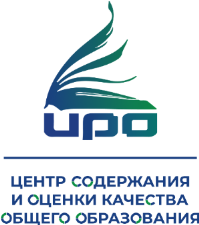 ИРО
ЦЕНТР СОДЕРЖАНИЯ
И ОЦЕНКИ КАЧЕСТВА
ОБЩЕГО ОБРАЗОВАНИЯ